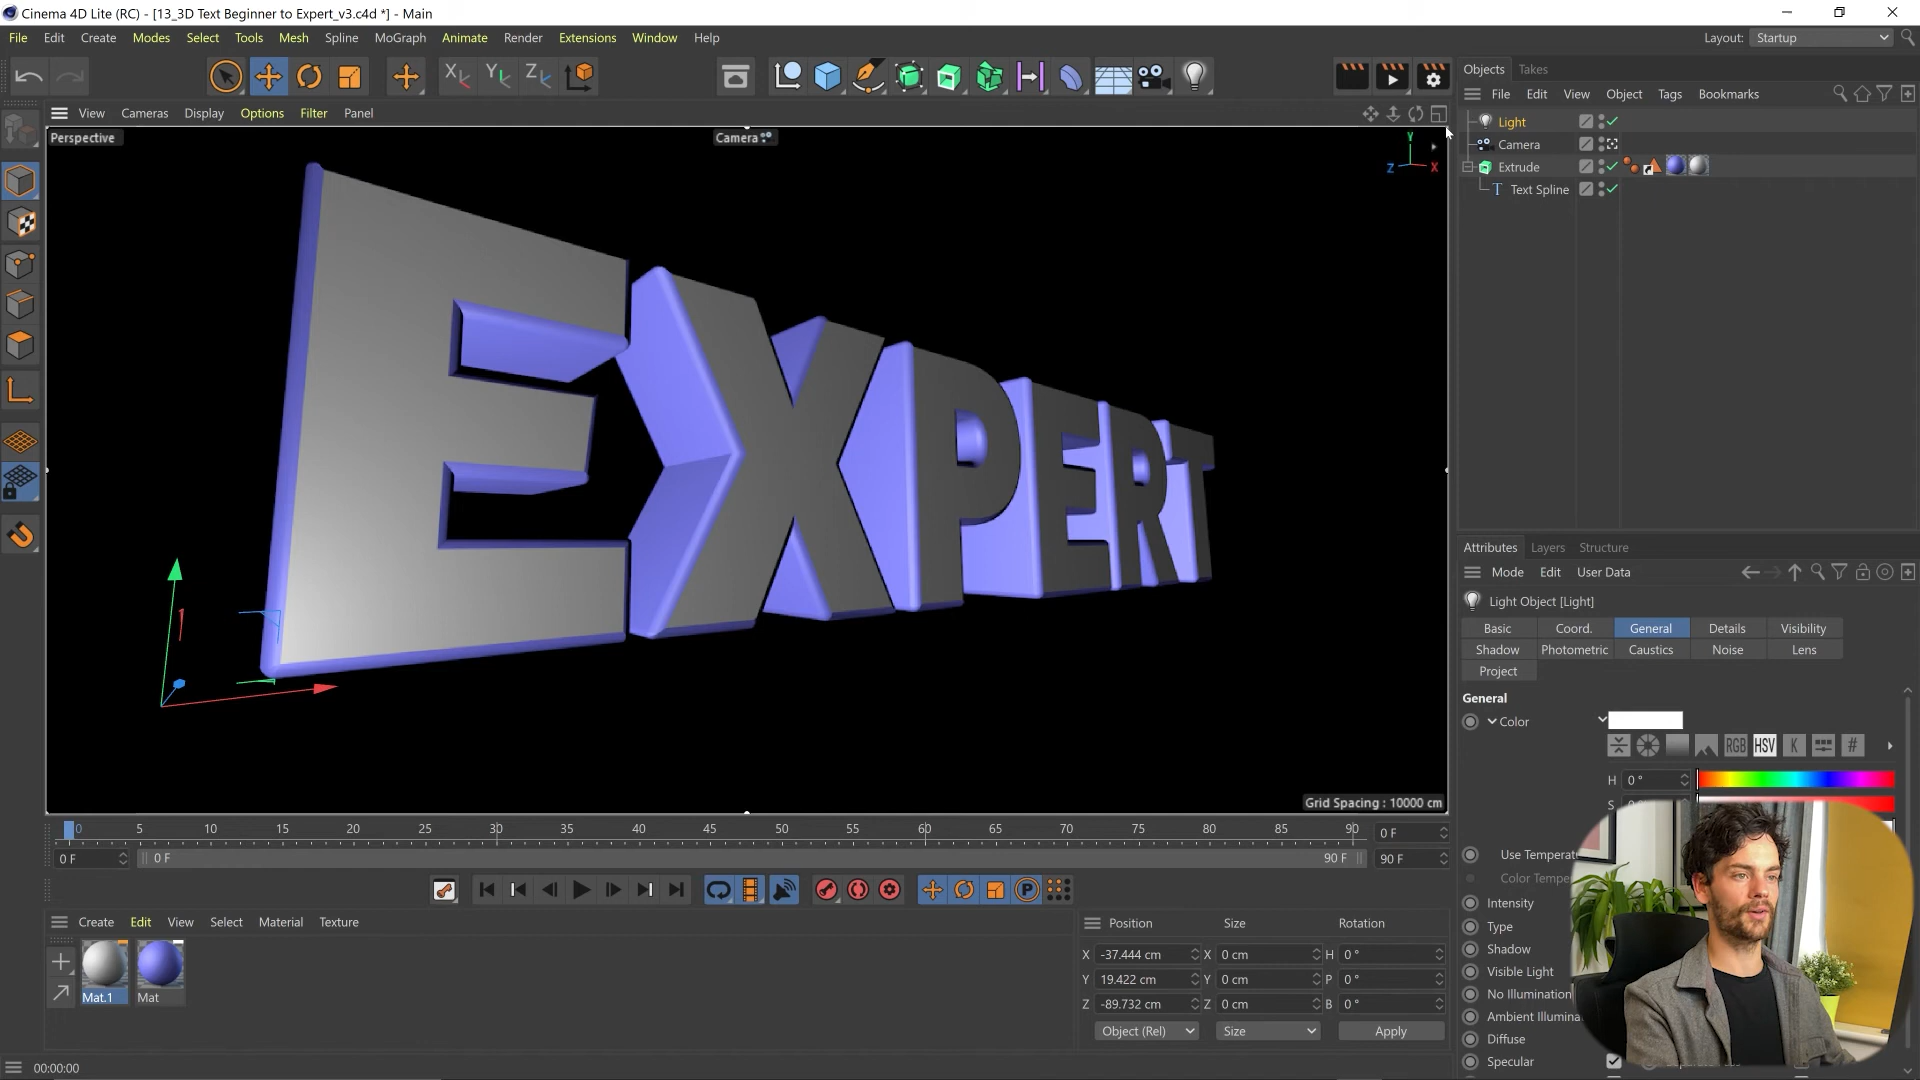 Cinema 4D Lite (RC) - [13_3D Text Beginner to Expert_v3.c4d *] - Main
File Edit Create Modes Select Tools Mesh Spline MoGraph Animate Render Extensions Window Help
Layout: Startup
Objects Takes
File Edit View Object Tags Bookmarks
View Cameras Display Options Filter Panel
Perspective
Camera
Y
Z X
Light
Camera
Extrude
Text Spline
EXPERT
Grid Spacing : 10000 cm
Attributes Layers Structure
Mode Edit User Data
Light Object [Light]
Basic Coord. General Details Visibility
Shadow Photometric Caustics Noise Lens
Project
General
Color
RGB HSV K #
H 0 °
S
Use Temperat
Color Tempe
Intensity
Type
Shadow
Visible Light
No Illumination
Ambient Illumina
Diffuse
Specular
0 5 10 15 20 25 30 35 40 45 50 55 60 65 70 75 80 85 90
0 F
0 F 0 F 90 F 90 F
P
Create Edit View Select Material Texture
Mat.1 Mat
Position Size Rotation
X -37.444 cm X 0 cm H 0 °
Y 19.422 cm Y 0 cm P 0 °
Z -89.732 cm Z 0 cm B 0 °
Object (Rel) Size Apply
00:00:00